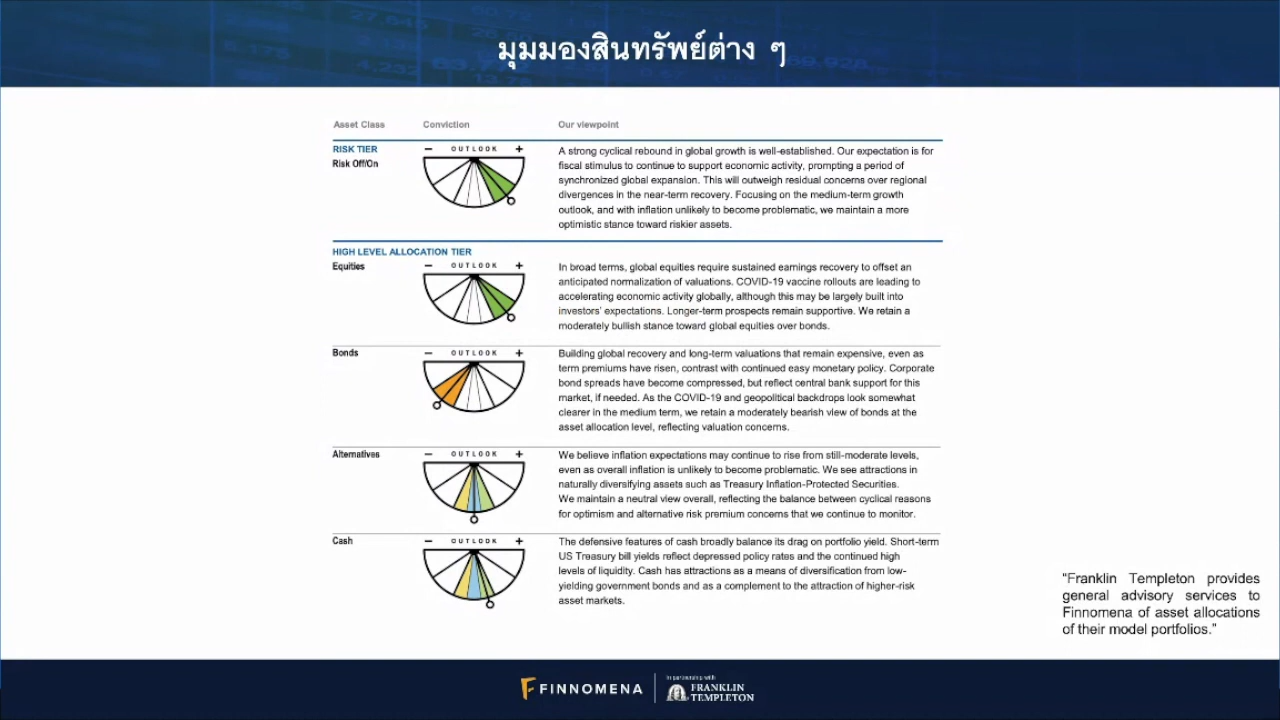 มุมมองสินทรัพย์ต่าง ๆ
Asset Class
Conviction
Our viewpoint
RISK TIER
Risk Off/On
− OUTLOOK +
A strong cyclical rebound in global growth is well-established. Our expectation is for
fiscal stimulus to continue to support economic activity, prompting a period of
synchronized global expansion. This will outweigh residual concerns over regional
divergences in the near-term recovery. Focusing on the medium-term growth
outlook, and with inflation unlikely to become problematic, we maintain a more
optimistic stance toward riskier assets.
HIGH LEVEL ALLOCATION TIER
Equities
− OUTLOOK +
In broad terms, global equities require sustained earnings recovery to offset an
anticipated normalization of valuations. COVID-19 vaccine rollouts are leading to
accelerating economic activity globally, although this may be largely built into
investors' expectations. Longer-term prospects remain supportive. We retain a
moderately bullish stance toward global equities over bonds.
Bonds
− OUTLOOK +
Building global recovery and long-term valuations that remain expensive, even as
term premiums have risen, contrast with continued easy monetary policy. Corporate
bond spreads have become compressed, but reflect central bank support for this
market, if needed. As the COVID-19 and geopolitical backdrops look somewhat
clearer in the medium term, we retain a moderately bearish view of bonds at the
asset allocation level, reflecting valuation concerns.
Alternatives
− OUTLOOK +
We believe inflation expectations may continue to rise from still-moderate levels,
even as overall inflation is unlikely to become problematic. We see attractions in
naturally diversifying assets such as Treasury Inflation-Protected Securities.
We maintain a neutral view overall, reflecting the balance between cyclical reasons
for optimism and alternative risk premium concerns that we continue to monitor.
Cash
− OUTLOOK +
The defensive features of cash broadly balance its drag on portfolio yield. Short-term
US Treasury bill yields reflect depressed policy rates and the continued high
levels of liquidity. Cash has attractions as a means of diversification from low-
yielding government bonds and as a complement to the attraction of higher-risk
asset markets.
"Franklin Templeton provides
general advisory services to
Finnomena of asset allocations
of their model portfolios."
FINNOMENA
In partnership with
FRANKLIN
TEMPLETON